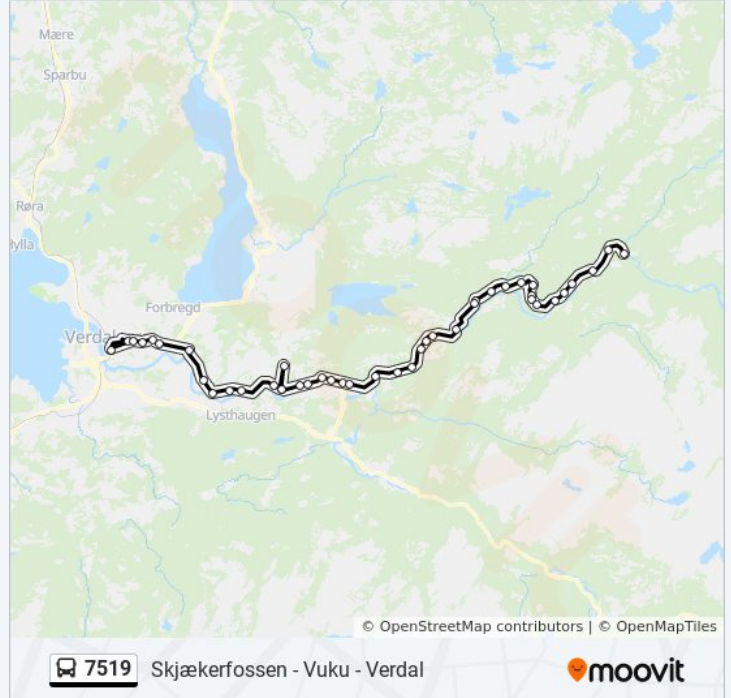 Mære
Sparbu
Røra
ylla
Forbregd
Verdal
Lysthaugen
© OpenStreetMap contributors | © OpenMapTiles
7519 Skjækerfossen - Vuku - Verdal moovit